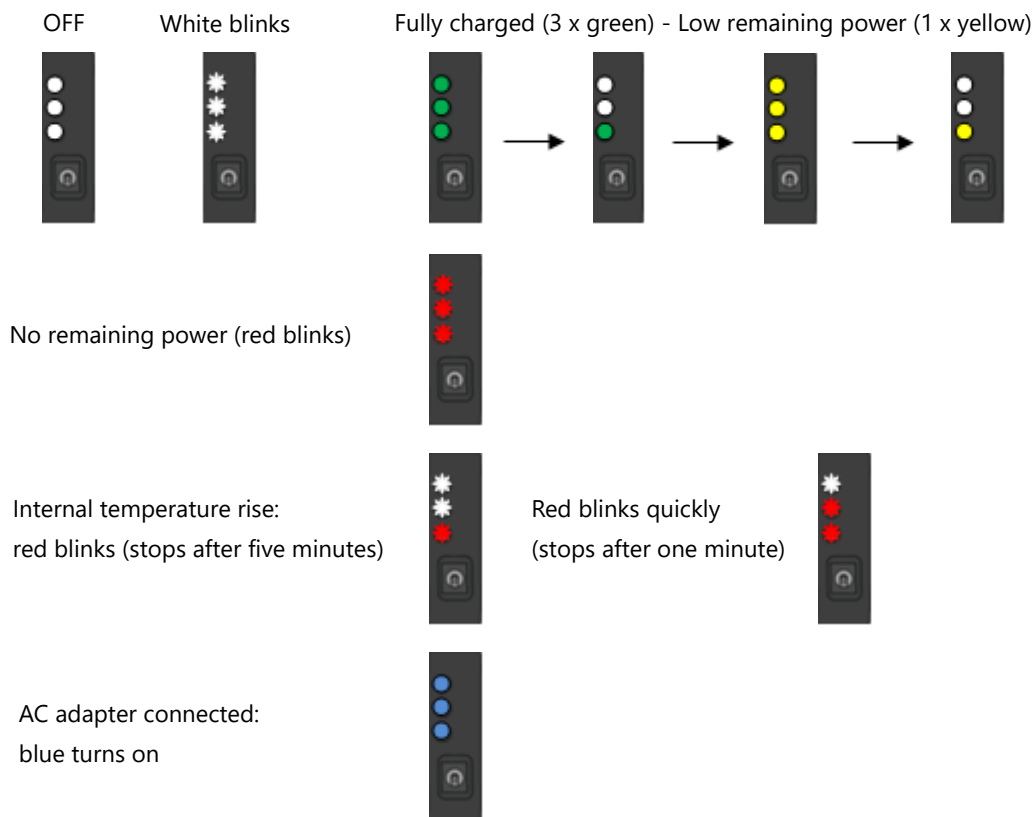 OFF
White blinks
Fully charged (3 x green) - Low remaining power (1 x yellow)
No remaining power (red blinks)
Internal temperature rise:
red blinks (stops after five minutes)
Red blinks quickly
(stops after one minute)
AC adapter connected:
blue turns on